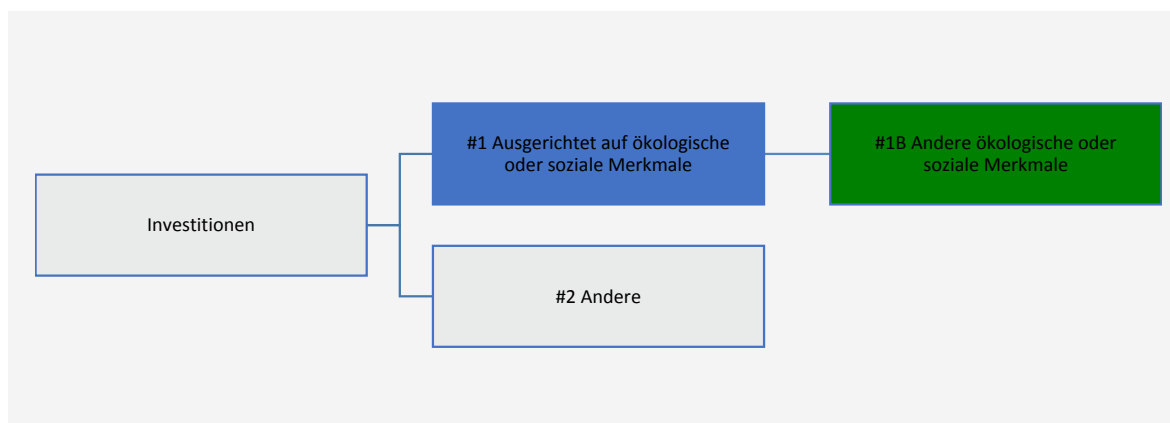 #1 Ausgerichtet auf ökologische
oder soziale Merkmale
#1B Andere ökologische oder
soziale Merkmale
Investitionen
#2 Andere